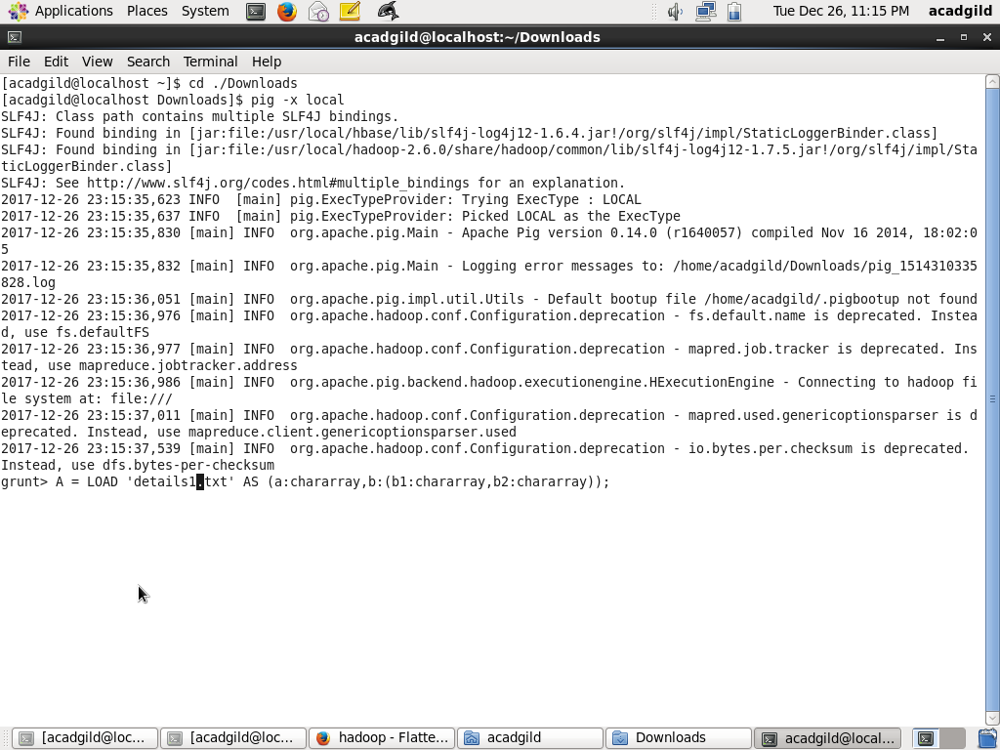 Applications Places System Tue Dec 26, 11:15 PM acadgild
acadgild@localhost:~/Downloads
File Edit View Search Terminal Help
[acadgild@localhost ~]$ cd ./Downloads
[acadgild@localhost Downloads]$ pig -x local
SLF4J: Class path contains multiple SLF4J bindings.
SLF4J: Found binding in [jar:file:/usr/local/hbase/lib/slf4j-log4j12-1.6.4.jar!/org/slf4j/impl/StaticLoggerBinder.class]
SLF4J: Found binding in [jar:file:/usr/local/hadoop-2.6.0/share/hadoop/common/lib/slf4j-log4j12-1.7.5.jar!/org/slf4j/impl/Sta
ticLoggerBinder.class]
SLF4J: See http://www.slf4j.org/codes.html#multiple_bindings for an explanation.
2017-12-26 23:15:35,623 INFO  [main] pig.ExecTypeProvider: Trying ExecType : LOCAL
2017-12-26 23:15:35,637 INFO  [main] pig.ExecTypeProvider: Picked LOCAL as the ExecType
2017-12-26 23:15:35,830 [main] INFO  org.apache.pig.Main - Apache Pig version 0.14.0 (r1640057) compiled Nov 16 2014, 18:02:0
5
2017-12-26 23:15:35,832 [main] INFO  org.apache.pig.Main - Logging error messages to: /home/acadgild/Downloads/pig_1514310335
828.log
2017-12-26 23:15:36,051 [main] INFO  org.apache.pig.impl.util.Utils - Default bootup file /home/acadgild/.pigbootup not found
2017-12-26 23:15:36,976 [main] INFO  org.apache.hadoop.conf.Configuration.deprecation - fs.default.name is deprecated. Instea
d, use fs.defaultFS
2017-12-26 23:15:36,977 [main] INFO  org.apache.hadoop.conf.Configuration.deprecation - mapred.job.tracker is deprecated. Ins
tead, use mapreduce.jobtracker.address
2017-12-26 23:15:36,986 [main] INFO  org.apache.pig.backend.hadoop.executionengine.HExecutionEngine - Connecting to hadoop fi
le system at: file:///
2017-12-26 23:15:37,011 [main] INFO  org.apache.hadoop.conf.Configuration.deprecation - mapred.used.genericoptionsparser is d
eprecated. Instead, use mapreduce.client.genericoptionsparser.used
2017-12-26 23:15:37,539 [main] INFO  org.apache.hadoop.conf.Configuration.deprecation - io.bytes.per.checksum is deprecated.
Instead, use dfs.bytes-per-checksum
grunt> A = LOAD 'details1.txt' AS (a:chararray,b:(b1:chararray,b2:chararray));
[acadgild@loc... [acadgild@loc... hadoop - Flatte... acadgild Downloads acadgild@local...